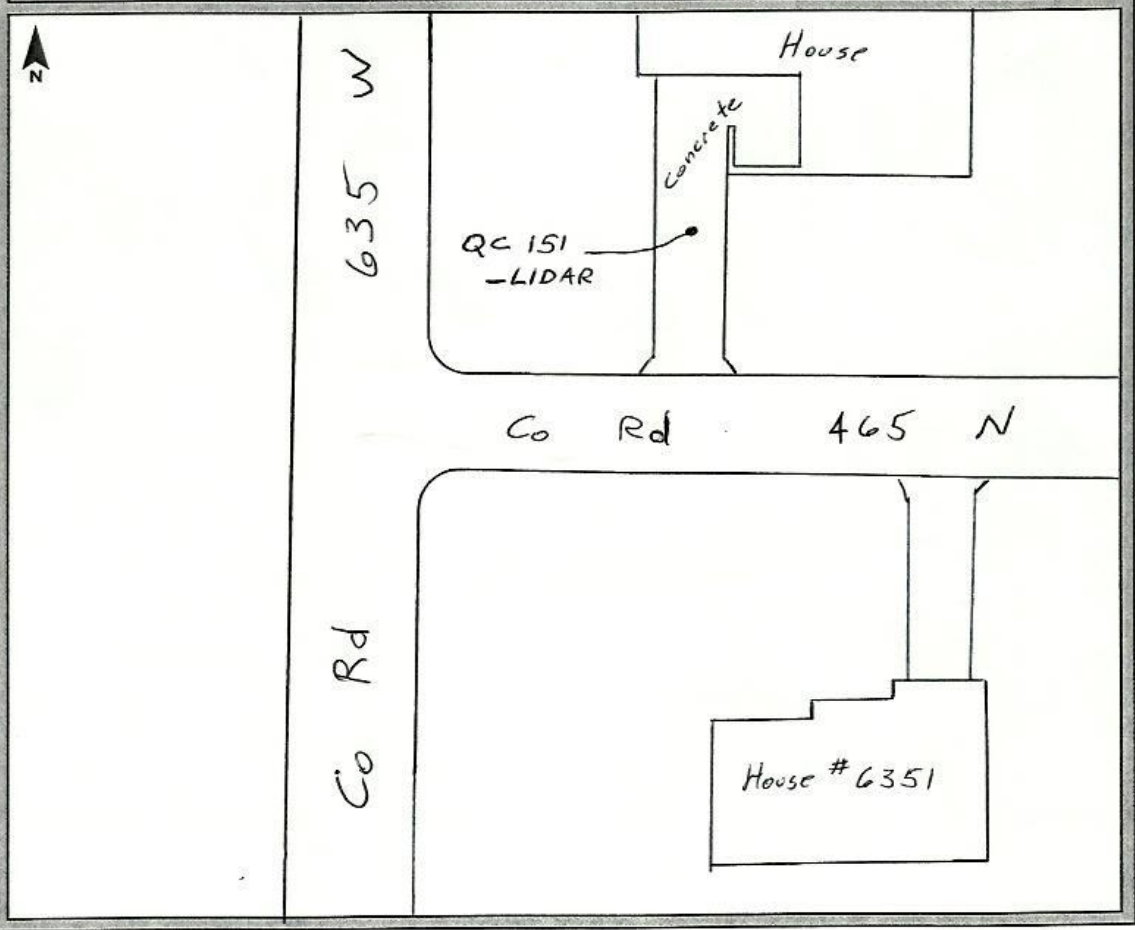 N
House
Concrete
QC 151
-LIDAR
Co Rd 465 N
Co Rd 635 W
House # 6351